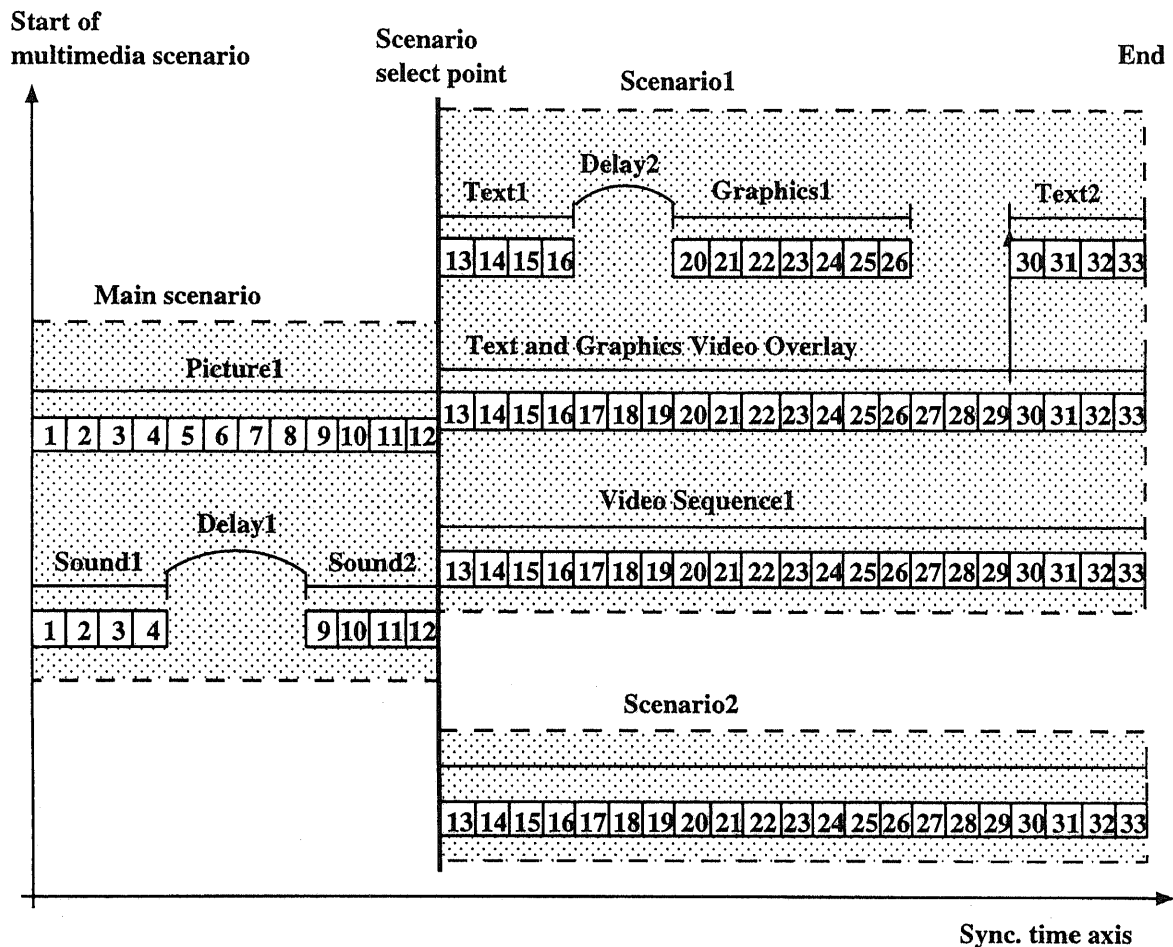 Start of
multimedia scenario
Scenario
select point
End
Scenario1
Delay2
Text1
Graphics1
Text2
13 14 15 16
20 21 22 23 24 25 26
30 31 32 33
Main scenario
Text and Graphics Video Overlay
Picture1
13 14 15 16 17 18 19 20 21 22 23 24 25 26 27 28 29 30 31 32 33
1 2 3 4 5 6 7 8 9 10 11 12
Video Sequence1
Delay1
Sound1
Sound2
13 14 15 16 17 18 19 20 21 22 23 24 25 26 27 28 29 30 31 32 33
1 2 3 4
9 10 11 12
Scenario2
13 14 15 16 17 18 19 20 21 22 23 24 25 26 27 28 29 30 31 32 33
Sync. time axis